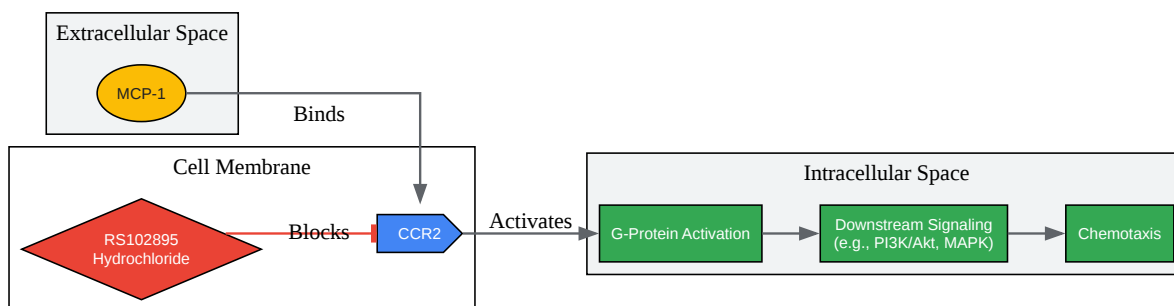 Extracellular Space
MCP-1
Binds
Cell Membrane
RS102895
Hydrochloride
Blocks
CCR2
Activates
Intracellular Space
G-Protein Activation
Downstream Signaling
(e.g., PI3K/Akt, MAPK)
Chemotaxis